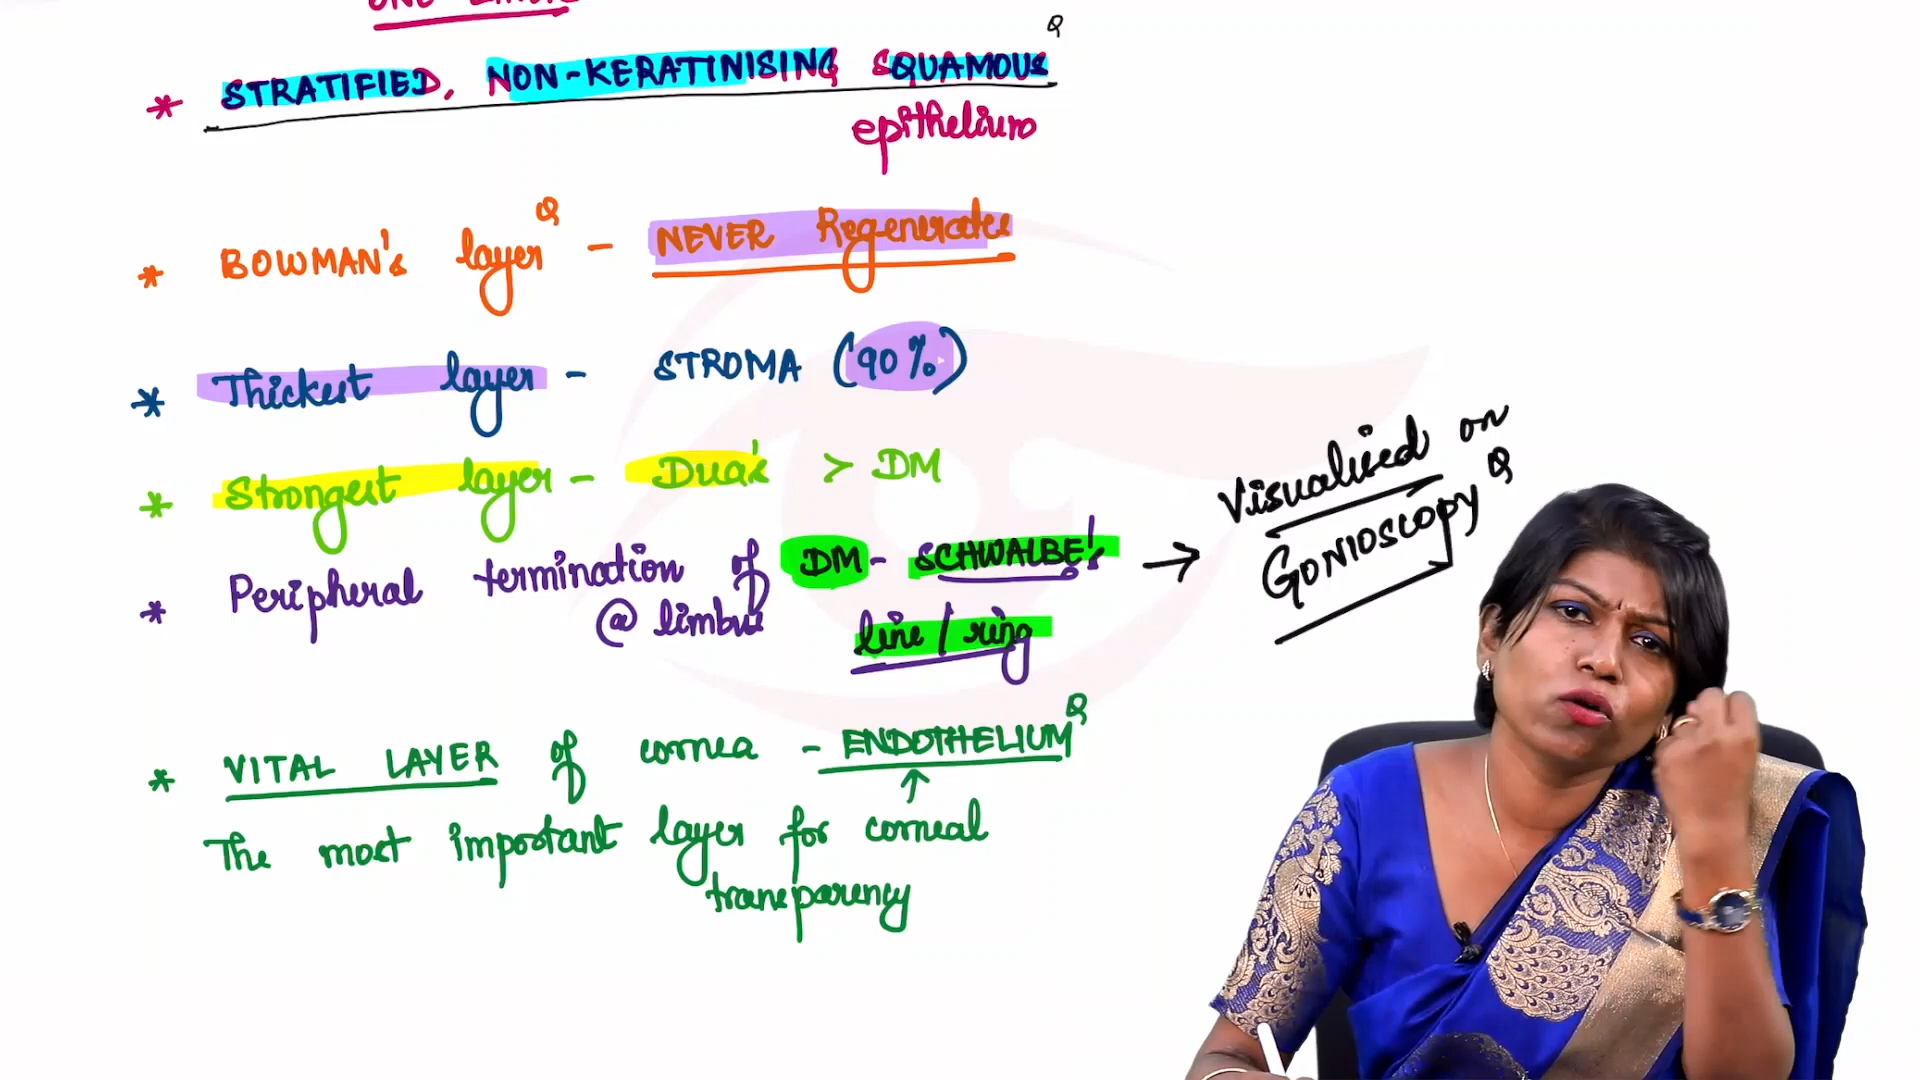 ONE LINERS
Q
* STRATIFIED, NON-KERATINISING SQUAMOUS
epithelium
* BOWMAN's layer Q - NEVER Regenerates
* Thickest layer - STROMA (90%)
* Strongest layer - Dua's > DM
* Peripheral termination of DM - SCHWALBE's
@ limbus line/ring
→ Visualised on
GONIOSCOPY Q
* VITAL LAYER of cornea - ENDOTHELIUM Q
↑
The most important layer for corneal
transparency